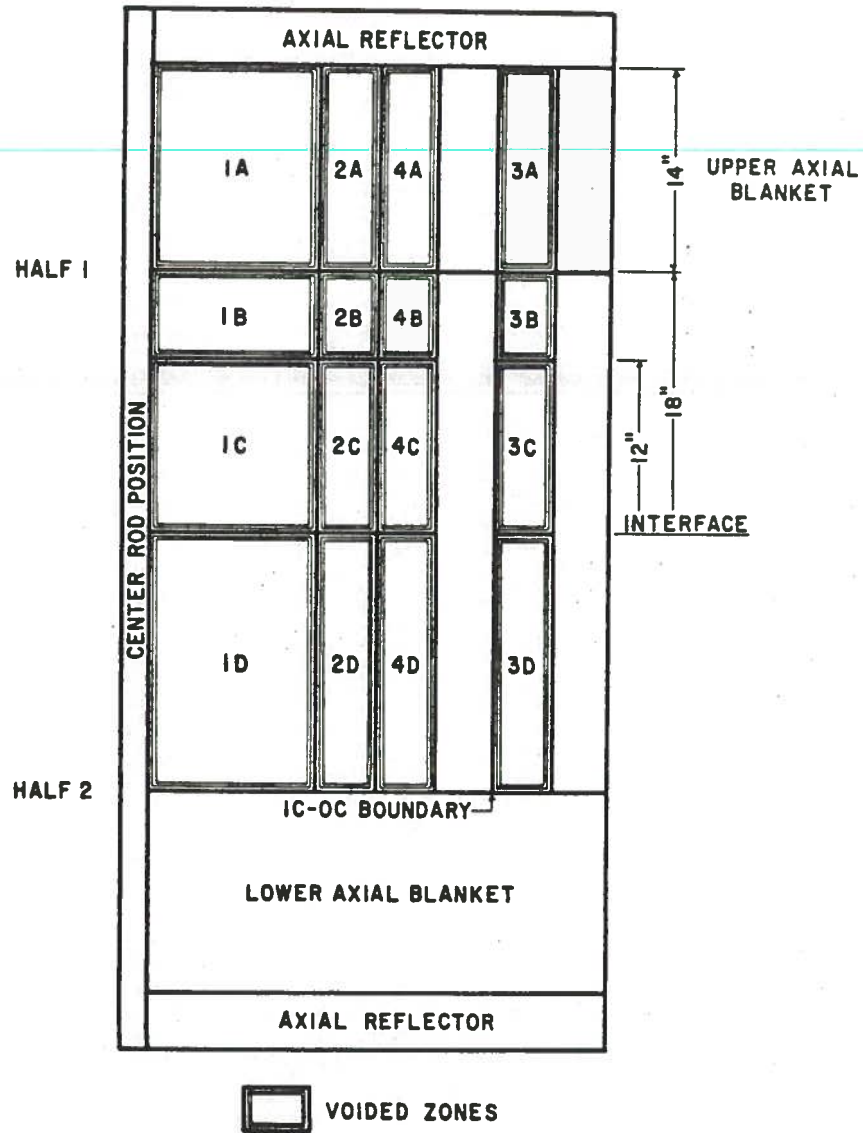 AXIAL REFLECTOR
1A 2A 4A 3A
14"
UPPER AXIAL
BLANKET
HALF 1
1B 2B 4B 3B
18"
12"
1C 2C 4C 3C
CENTER ROD POSITION
INTERFACE
1D 2D 4D 3D
HALF 2
IC-OC BOUNDARY
LOWER AXIAL BLANKET
AXIAL REFLECTOR
VOIDED ZONES